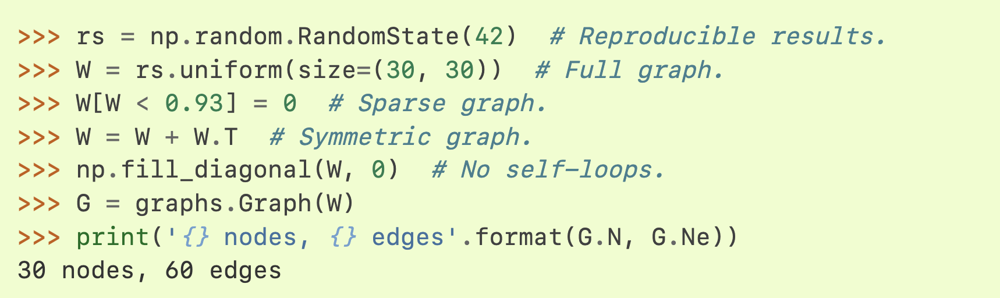 >>> rs = np.random.RandomState(42)  # Reproducible results.
>>> W = rs.uniform(size=(30, 30))  # Full graph.
>>> W[W < 0.93] = 0  # Sparse graph.
>>> W = W + W.T  # Symmetric graph.
>>> np.fill_diagonal(W, 0)  # No self-loops.
>>> G = graphs.Graph(W)
>>> print('{} nodes, {} edges'.format(G.N, G.Ne))
30 nodes, 60 edges